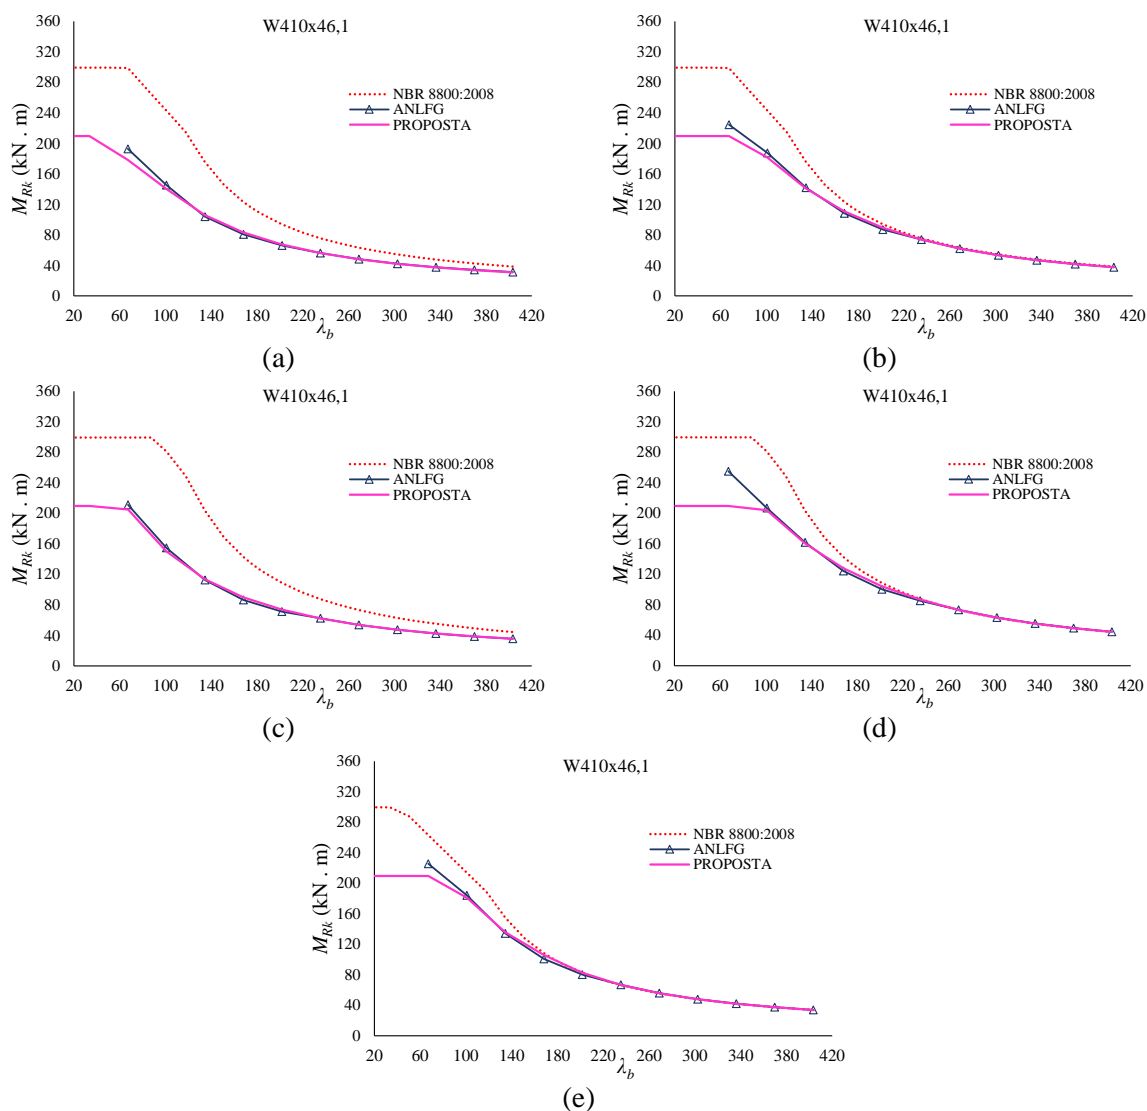 W410x46,1
360
320
280
240
200
160
120
80
40
0
M_Rk (kN . m)
NBR 8800:2008
ANLFG
PROPOSTA
20 60 100 140 180 220 260 300 340 380 420
λ_b
(a)
W410x46,1
360
320
280
240
200
160
120
80
40
0
M_Rk (kN . m)
NBR 8800:2008
ANLFG
PROPOSTA
20 60 100 140 180 220 260 300 340 380 420
λ_b
(b)
W410x46,1
360
320
280
240
200
160
120
80
40
0
M_Rk (kN . m)
NBR 8800:2008
ANLFG
PROPOSTA
20 60 100 140 180 220 260 300 340 380 420
λ_b
(c)
W410x46,1
360
320
280
240
200
160
120
80
40
0
M_Rk (kN . m)
NBR 8800:2008
ANLFG
PROPOSTA
20 60 100 140 180 220 260 300 340 380 420
λ_b
(d)
W410x46,1
360
320
280
240
200
160
120
80
40
0
M_Rk (kN . m)
NBR 8800:2008
ANLFG
PROPOSTA
20 60 100 140 180 220 260 300 340 380 420
λ_b
(e)